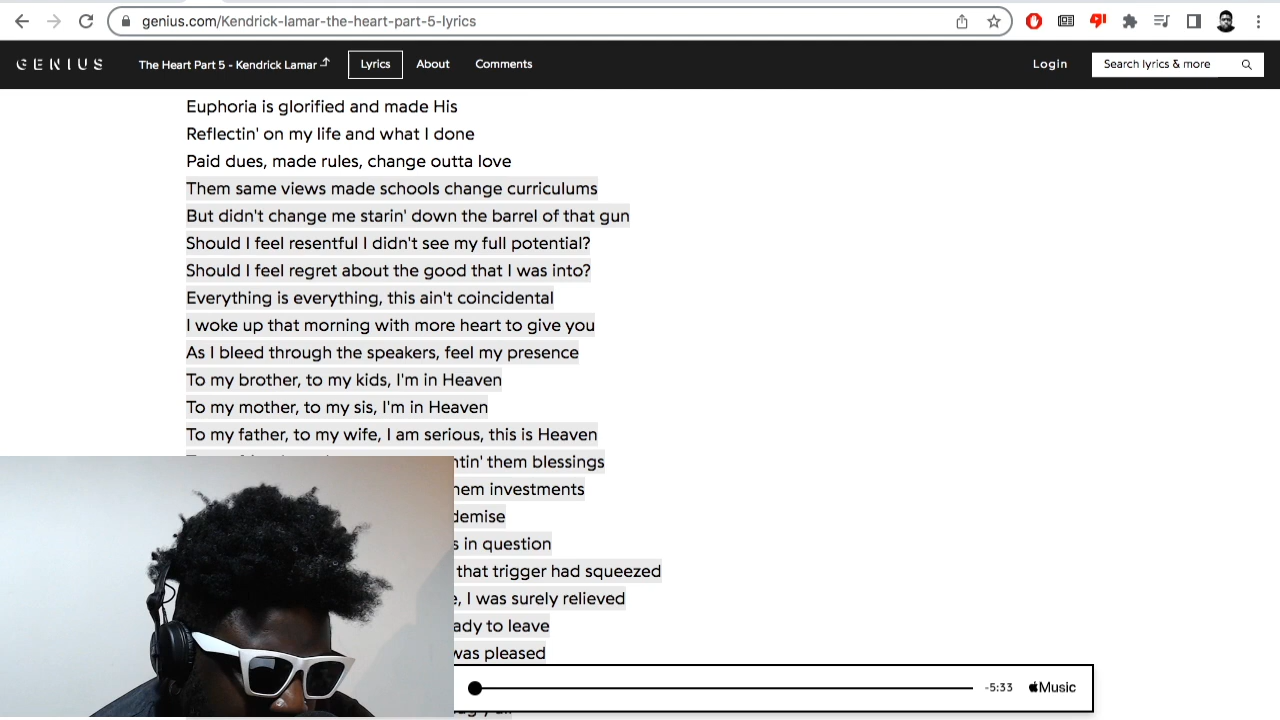 genius.com/Kendrick-lamar-the-heart-part-5-lyrics
GENIUS
The Heart Part 5 - Kendrick Lamar
Lyrics
About
Comments
Login
Search lyrics & more
Euphoria is glorified and made His
Reflectin' on my life and what I done
Paid dues, made rules, change outta love
Them same views made schools change curriculums
But didn't change me starin' down the barrel of that gun
Should I feel resentful I didn't see my full potential?
Should I feel regret about the good that I was into?
Everything is everything, this ain't coincidental
I woke up that morning with more heart to give you
As I bleed through the speakers, feel my presence
To my brother, to my kids, I'm in Heaven
To my mother, to my sis, I'm in Heaven
To my father, to my wife, I am serious, this is Heaven
them blessings
investments
demise
in question
that trigger had squeezed
I was surely relieved
to leave
was pleased
-5:33
Music